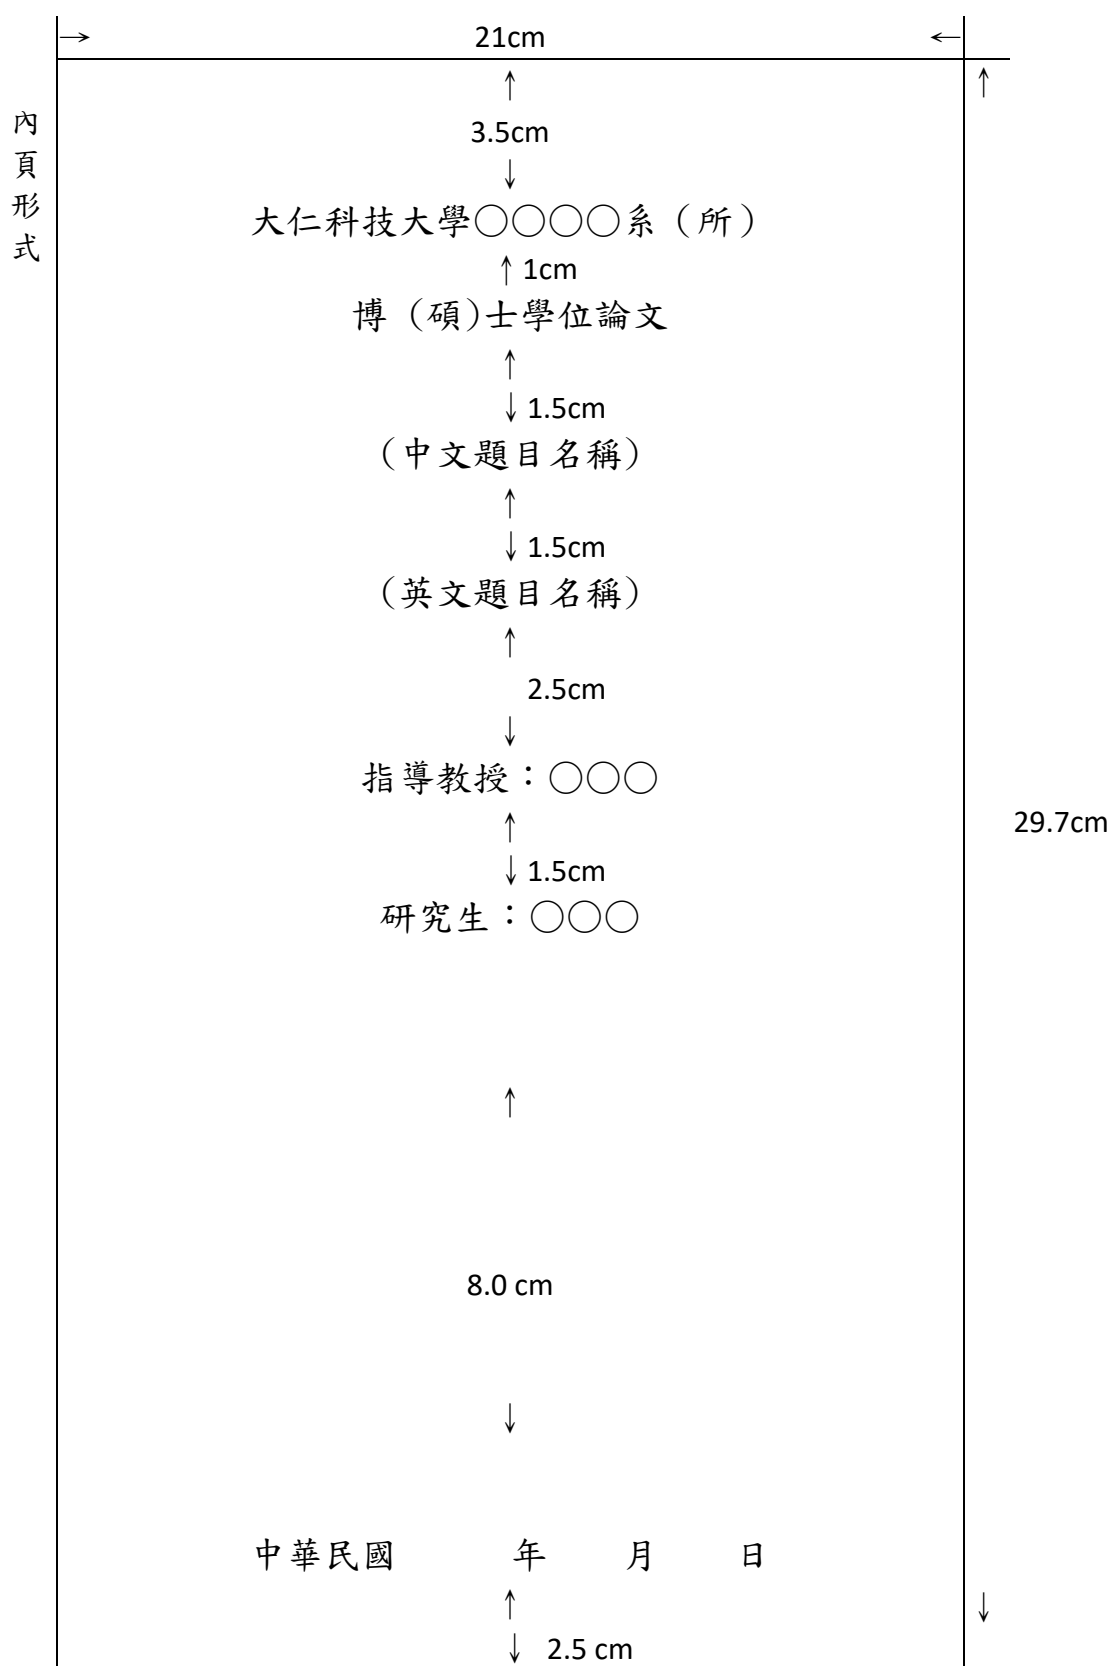 → 21cm ←
內頁形式
↑ ↑
3.5cm
↓
大仁科技大學○○○○系（所）
↑ 1cm
博（碩）士學位論文
↑
↓ 1.5cm
（中文題目名稱）
↑
↓ 1.5cm
（英文題目名稱）
↑
2.5cm
↓
指導教授：○○○
↑
29.7cm
↓ 1.5cm
研究生：○○○
↑
8.0 cm
↓
中華民國 年 月 日
↑ ↓
↓ 2.5 cm